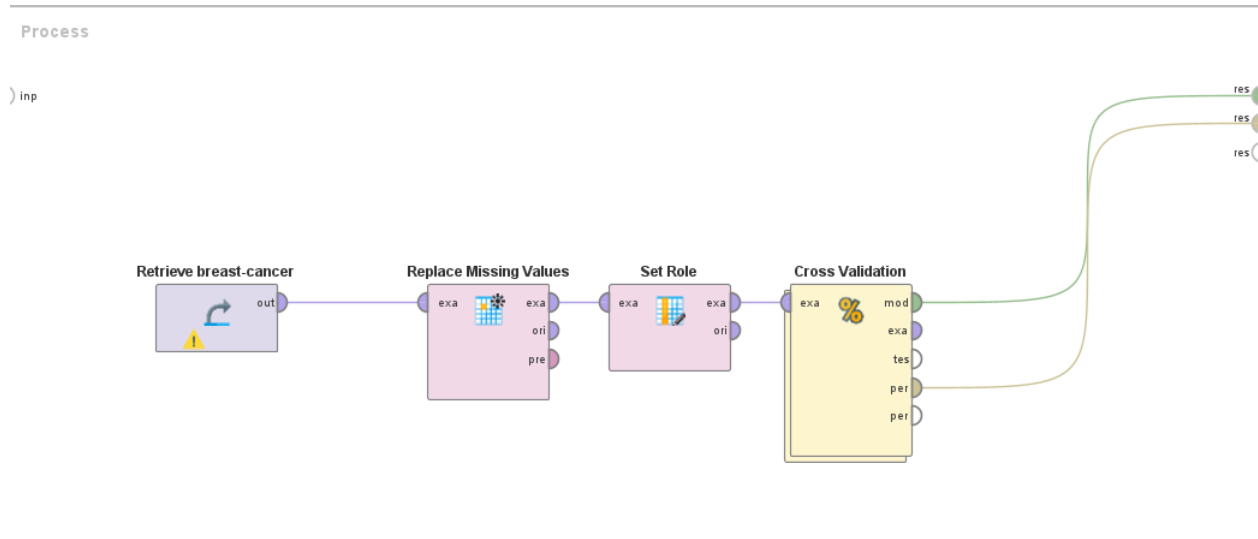 Process
inp
res
res
res
Retrieve breast-cancer
out
Replace Missing Values
exa
exa
ori
pre
Set Role
exa
exa
ori
Cross Validation
exa
%
mod
exa
tes
per
per